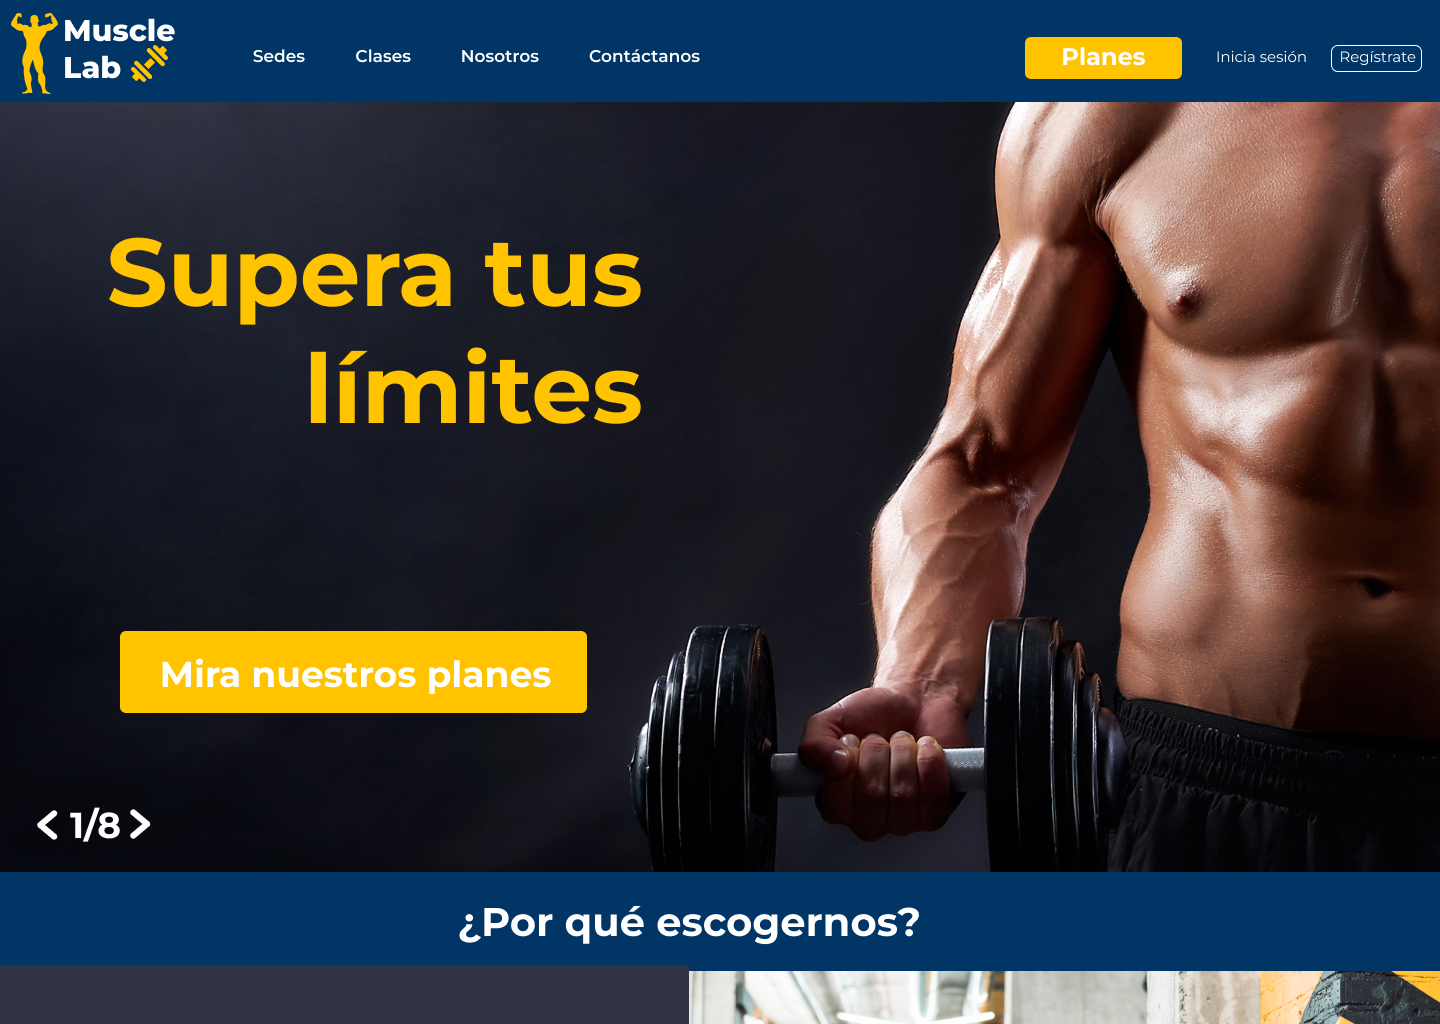 Muscle
Lab
Sedes
Clases
Nosotros
Contáctanos
Planes
Inicia sesión
Regístrate
Supera tus
límites
Mira nuestros planes
1/8
¿Por qué escogernos?